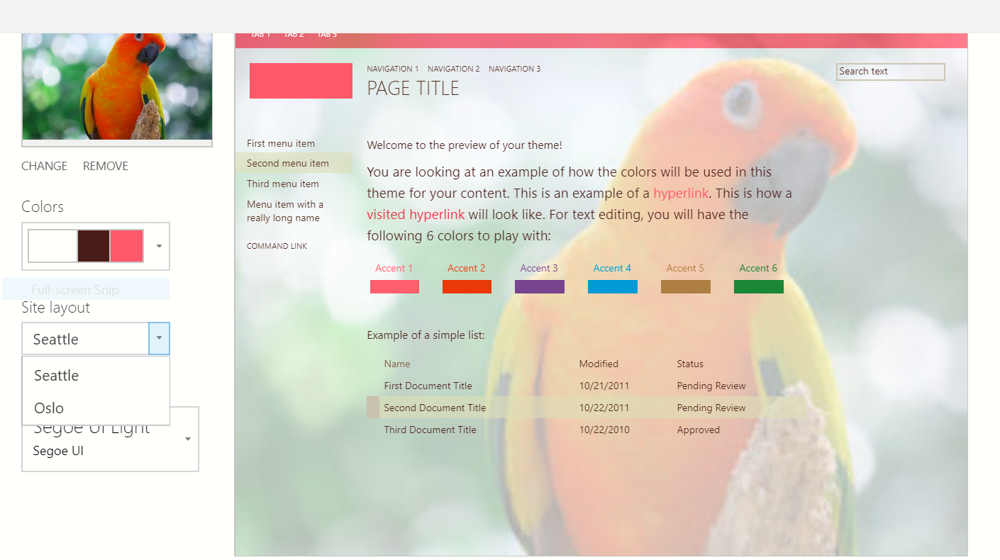 CHANGE REMOVE
Colors
Full-screen Snip
Site layout
Seattle
Seattle
Oslo
Segoe UI Light
Segoe UI
TAB 1 TAB 2 TAB 3
NAVIGATION 1 NAVIGATION 2 NAVIGATION 3
Search text
PAGE TITLE
First menu item
Second menu item
Third menu item
Menu item with a
really long name
COMMAND LINK
Welcome to the preview of your theme!
You are looking at an example of how the colors will be used in this
theme for your content. This is an example of a hyperlink. This is how a
visited hyperlink will look like. For text editing, you will have the
following 6 colors to play with:
Accent 1 Accent 2 Accent 3 Accent 4 Accent 5 Accent 6
Example of a simple list:
Name Modified Status
First Document Title 10/21/2011 Pending Review
Second Document Title 10/22/2011 Pending Review
Third Document Title 10/22/2010 Approved